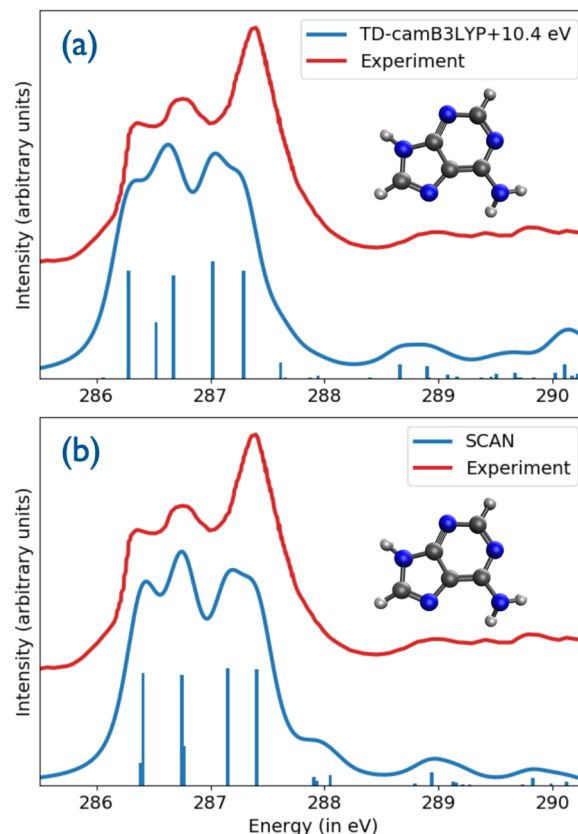 (a)
TD-camB3LYP+10.4 eV
Experiment
Intensity (arbitrary units)
286 287 288 289 290
(b)
SCAN
Experiment
Intensity (arbitrary units)
286 287 288 289 290
Energy (in eV)